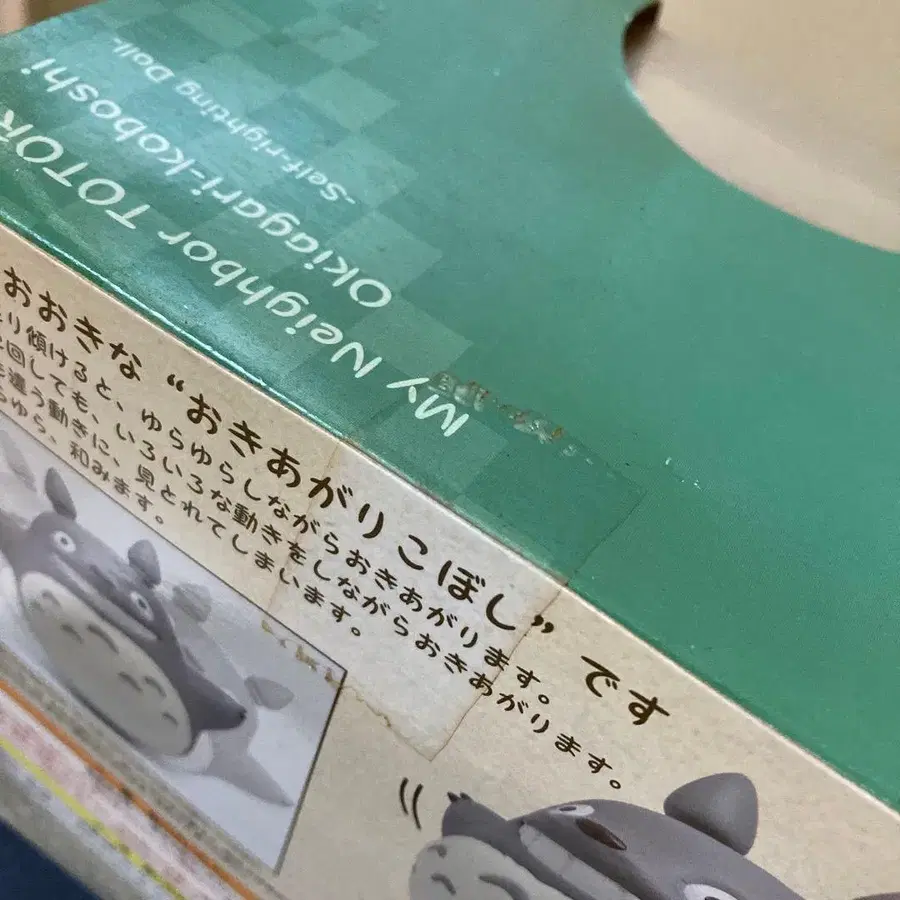 MY Neighbor TOTOR
Okiagari-koboshi
-Self-righting Doll-
おおきな “おきあがりこぼし” です
り傾けると、ゆらゆらしながらおきあがります。
回しても、いろいろな動きをしながらおきあがります。
違う動きに、見とれてしまいます。
ゆら、和みます。